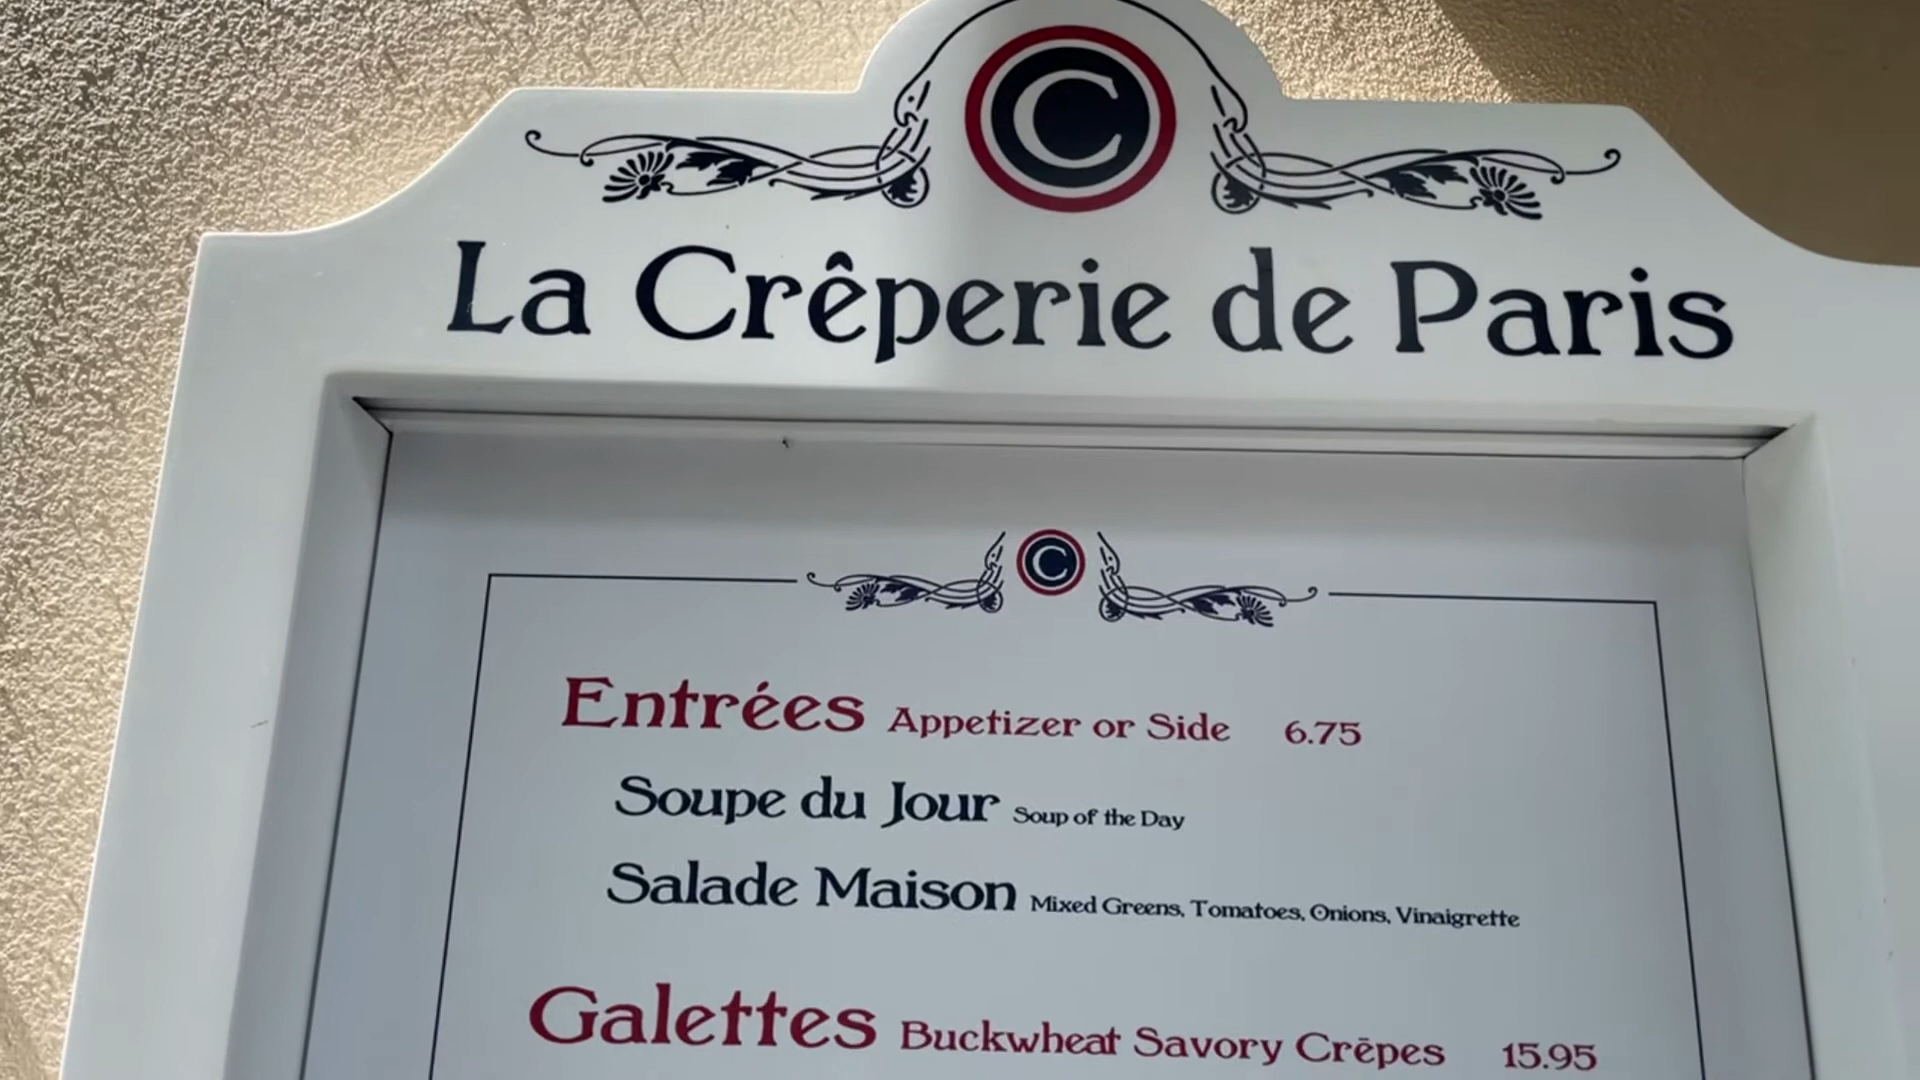 C
La Crêperie de Paris
C
Entrées Appetizer or Side 6.75
Soupe du Jour Soup of the Day
Salade Maison Mixed Greens, Tomatoes, Onions, Vinaigrette
Galettes Buckwheat Savory Crêpes 15.95